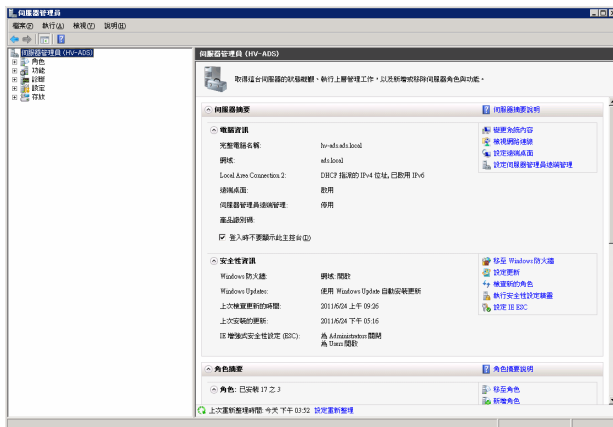 伺服器管理員
檔案(F) 執行(A) 檢視(V) 說明(H)
伺服器管理員 (HV-ADS)
角色
功能
診斷
設定
存放
伺服器管理員 (HV-ADS)
取得這台伺服器的狀態概觀、執行上層管理工作，以及新增或移除伺服器角色與功能。
伺服器摘要
伺服器摘要說明
電腦資訊
完整電腦名稱: hv-ads.ads.local
網域: ads.local
Local Area Connection 2: DHCP 指派的 IPv4 位址, 已啟用 IPv6
遠端桌面: 啟用
伺服器管理員遠端管理: 停用
產品識別碼:
登入時不要顯示此主控台(D)
變更系統內容
檢視網路連線
設定遠端桌面
設定伺服器管理員遠端管理
安全性資訊
Windows 防火牆: 網域: 開啟
Windows Updates: 使用 Windows Update 自動安裝更新
上次檢查更新的時間: 2011/6/24 上午 09:26
上次安裝的更新: 2011/6/24 下午 05:16
IE 增強式安全性設定 (ESC): 為 Administrators 關閉
為 Users 開啟
移至 Windows 防火牆
設定更新
檢查新的角色
執行安全性設定精靈
設定 IE ESC
角色摘要
角色摘要說明
角色: 已安裝 17 之 3
移至角色
新增角色
上次重新整理時間: 今天 下午 03:52 設定重新整理